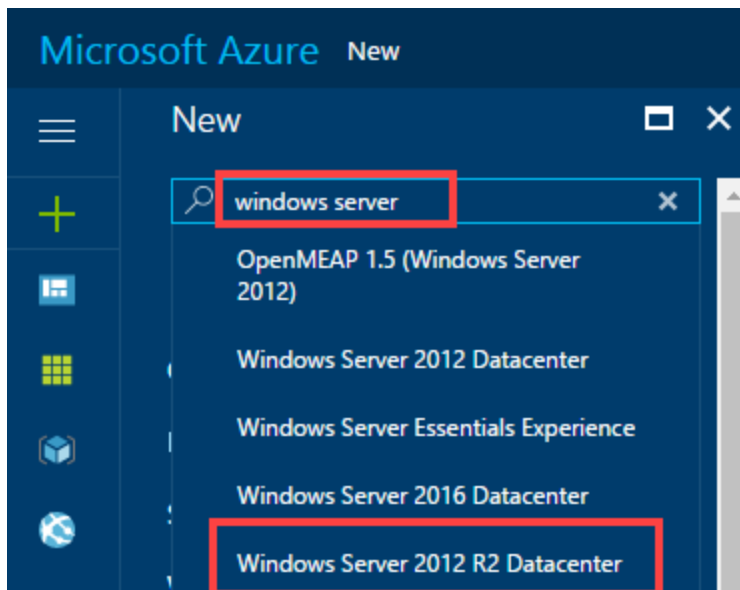 Microsoft Azure New
New
windows server
OpenMEAP 1.5 (Windows Server
2012)
Windows Server 2012 Datacenter
Windows Server Essentials Experience
Windows Server 2016 Datacenter
Windows Server 2012 R2 Datacenter